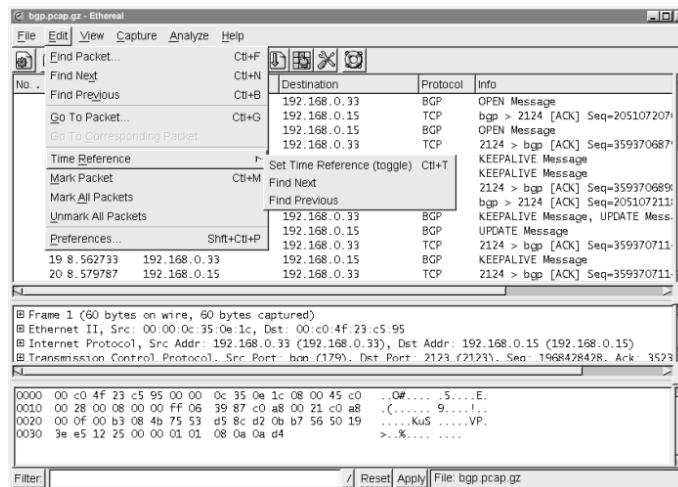 bgp.pcap.gz - Ethereal
File Edit View Capture Analyze Help
Find Packet... Ctl+F
Find Next Ctl+N
Find Previous Ctl+B
Go To Packet... Ctl+G
Go To Corresponding Packet
Time Reference
Mark Packet Ctl+M
Mark All Packets
Unmark All Packets
Preferences... Shft+Ctl+P
Set Time Reference (toggle) Ctl+T
Find Next
Find Previous
No. . Destination Protocol Info
192.168.0.33 BGP OPEN Message
192.168.0.15 TCP bgp > 2124 [ACK] Seq=205107207
192.168.0.15 BGP OPEN Message
192.168.0.33 TCP 2124 > bgp [ACK] Seq=359370687
KEEPALIVE Message
KEEPALIVE Message
2124 > bgp [ACK] Seq=359370689
bgp > 2124 [ACK] Seq=205107211
192.168.0.33 BGP KEEPALIVE Message, UPDATE Mess
192.168.0.15 BGP UPDATE Message
192.168.0.33 TCP 2124 > bgp [ACK] Seq=359370711
19 8.562733 192.168.0.33 192.168.0.15 BGP KEEPALIVE Message
20 8.579787 192.168.0.15 192.168.0.33 TCP 2124 > bgp [ACK] Seq=359370711
Frame 1 (60 bytes on wire, 60 bytes captured)
Ethernet II, Src: 00:00:0c:35:0e:1c, Dst: 00:c0:4f:23:c5:95
Internet Protocol, Src Addr: 192.168.0.33 (192.168.0.33), Dst Addr: 192.168.0.15 (192.168.0.15)
Transmission Control Protocol, Src Port: bgp (179), Dst Port: 2123 (2123), Seq: 1968428428, Ack: 3523
0000 00 c0 4f 23 c5 95 00 00 0c 35 0e 1c 08 00 45 c0 ..O#.... .5....E.
0010 00 28 00 08 00 00 ff 06 39 87 c0 a8 00 21 c0 a8 .(...... 9....!..
0020 00 0f 00 b3 08 4b 75 53 d5 8c d2 0b b7 56 50 19 .....KuS .....VP.
0030 3e e5 12 25 00 00 01 01 08 0a 0a d4 >..%.... ....
Filter: / Reset Apply File: bgp.pcap.gz